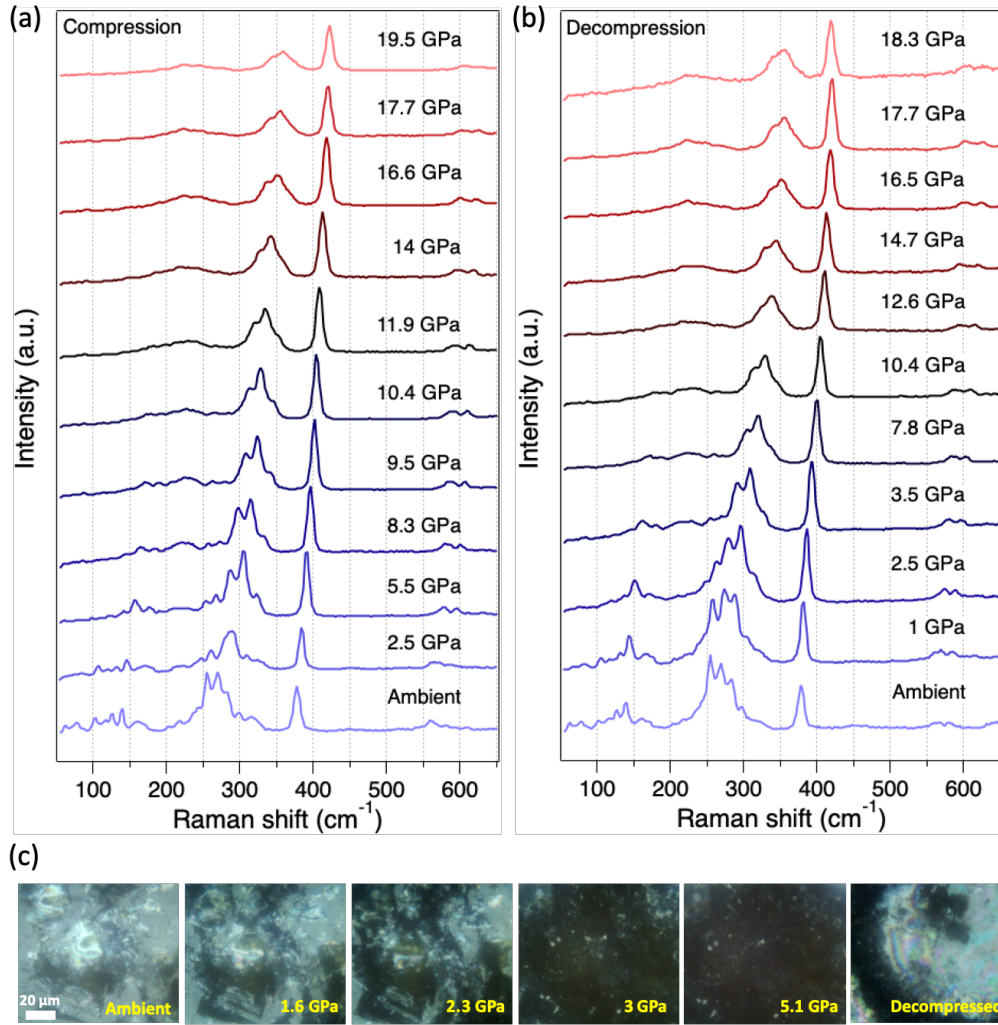 (a)
Compression
19.5 GPa
17.7 GPa
16.6 GPa
14 GPa
11.9 GPa
10.4 GPa
9.5 GPa
8.3 GPa
5.5 GPa
2.5 GPa
Ambient
Intensity (a.u.)
100 200 300 400 500 600
Raman shift (cm⁻¹)
(b)
Decompression
18.3 GPa
17.7 GPa
16.5 GPa
14.7 GPa
12.6 GPa
10.4 GPa
7.8 GPa
3.5 GPa
2.5 GPa
1 GPa
Ambient
Intensity (a.u.)
100 200 300 400 500 600
Raman shift (cm⁻¹)
(c)
20 µm
Ambient
1.6 GPa
2.3 GPa
3 GPa
5.1 GPa
Decompressed